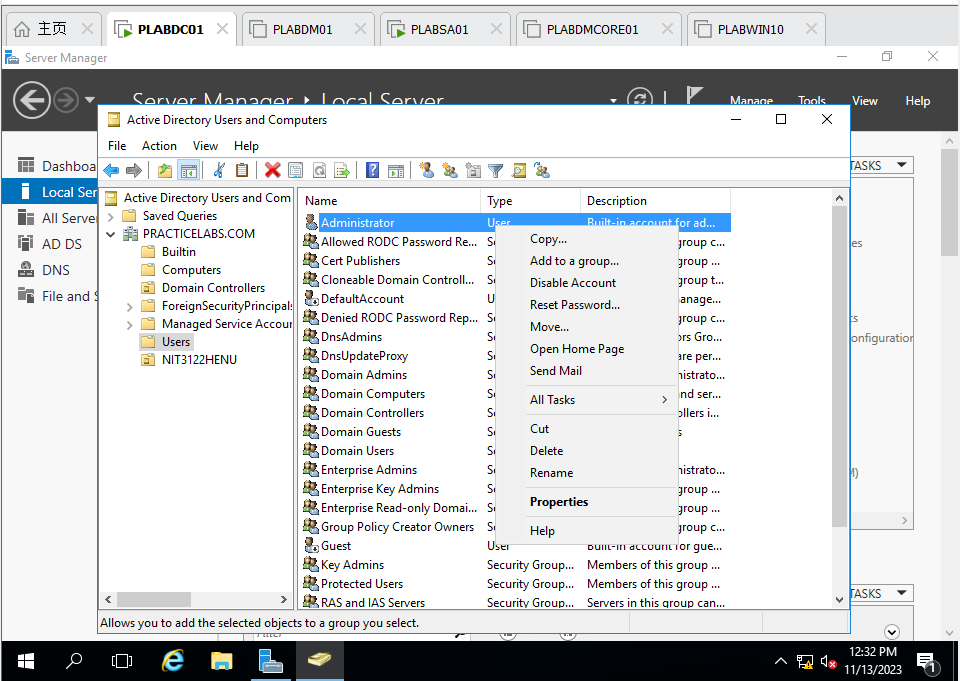 主页
PLABDC01
PLABDM01
PLABSA01
PLABDMCORE01
PLABWIN10
Server Manager
Server Manager
Local Server
Manage
Tools
View
Help
Active Directory Users and Computers
File
Action
View
Help
Dashboa
Local Ser
All Server
AD DS
DNS
File and S
Active Directory Users and Com
Saved Queries
PRACTICELABS.COM
Builtin
Computers
Domain Controllers
ForeignSecurityPrincipals
Managed Service Accour
Users
NIT3122HENU
Name
Type
Description
Administrator
User
Built-in account for ad...
Allowed RODC Password Re...
group c...
Cert Publishers
group ...
Cloneable Domain Controll...
group t...
DefaultAccount
manage...
Denied RODC Password Rep...
group c...
DnsAdmins
ors Gro...
DnsUpdateProxy
are per...
Domain Admins
nistrato...
Domain Computers
and ser...
Domain Controllers
ollers i...
Domain Guests
s
Domain Users
Enterprise Admins
nistrato...
Enterprise Key Admins
group ...
Enterprise Read-only Domai...
group ...
Group Policy Creator Owners
group c...
Guest
User
Built-in account for gue...
Key Admins
Security Group...
Members of this group ...
Protected Users
Security Group...
Members of this group ...
RAS and IAS Servers
Security Group...
Servers in this group can...
Copy...
Add to a group...
Disable Account
Reset Password...
Move...
Open Home Page
Send Mail
All Tasks
Cut
Delete
Rename
Properties
Help
TASKS
es
ts
onfiguration
M)
TASKS
Allows you to add the selected objects to a group you select.
Filter
12:32 PM
11/13/2023
1